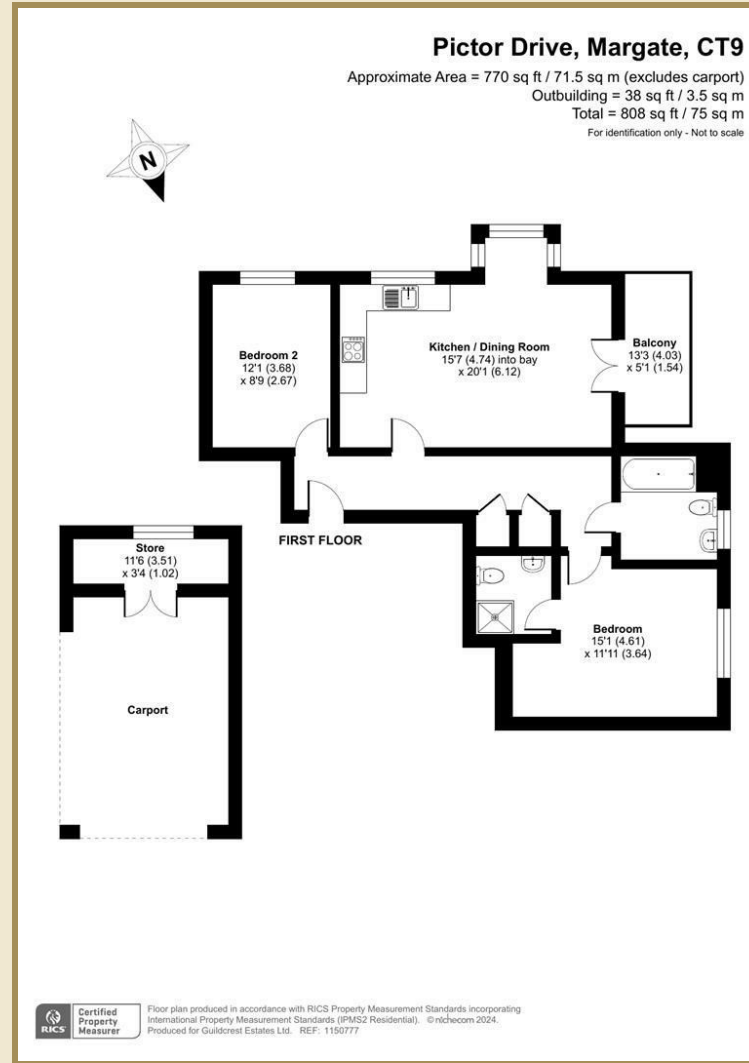 Pictor Drive, Margate, CT9
Approximate Area = 770 sq ft / 71.5 sq m (excludes carport)
Outbuilding = 38 sq ft / 3.5 sq m
Total = 808 sq ft / 75 sq m
For identification only - Not to scale
N
Bedroom 2
12'1 (3.68)
x 8'9 (2.67)
Kitchen / Dining Room
15'7 (4.74) into bay
x 20'1 (6.12)
Balcony
13'3 (4.03)
x 5'1 (1.54)
FIRST FLOOR
Store
11'6 (3.51)
x 3'4 (1.02)
Bedroom
15'1 (4.61)
x 11'11 (3.64)
Carport
RICS
Certified
Property
Measurer
Floor plan produced in accordance with RICS Property Measurement Standards incorporating
International Property Measurement Standards (IPMS2 Residential). © nichecom 2024.
Produced for Guildcrest Estates Ltd. REF: 1150777